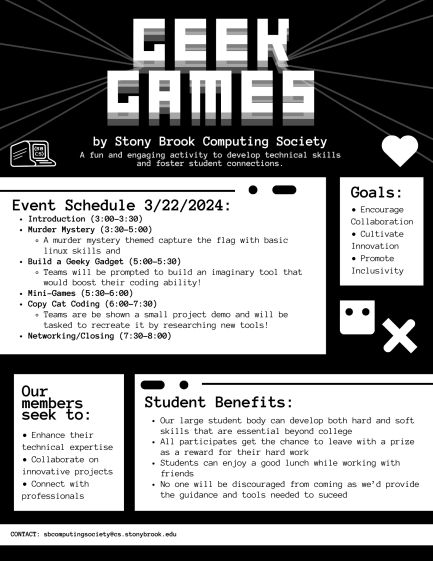 GEEK
GAMES
by Stony Brook Computing Society
A fun and engaging activity to develop technical skills
and foster student connections.
Event Schedule 3/22/2024:
• Introduction (3:00–3:30)
• Murder Mystery (3:30–5:00)
◦ A murder mystery themed capture the flag with basic
linux skills and
• Build a Geeky Gadget (5:00–5:30)
◦ Teams will be prompted to build an imaginary tool that
would boost their coding ability!
• Mini-Games (5:30–6:00)
• Copy Cat Coding (6:00–7:30)
◦ Teams are be shown a small project demo and will be
tasked to recreate it by researching new tools!
• Networking/Closing (7:30–8:00)
Goals:
• Encourage
Collaboration
• Cultivate
Innovation
• Promote
Inclusivity
Our
members
seek to:
• Enhance their
technical expertise
• Collaborate on
innovative projects
• Connect with
professionals
Student Benefits:
• Our large student body can develop both hard and soft
skills that are essential beyond college
• All participates get the chance to leave with a prize
as a reward for their hard work
• Students can enjoy a good lunch while working with
friends
• No one will be discouraged from coming as we'd provide
the guidance and tools needed to suceed
CONTACT: sbcomputingsociety@cs.stonybrook.edu